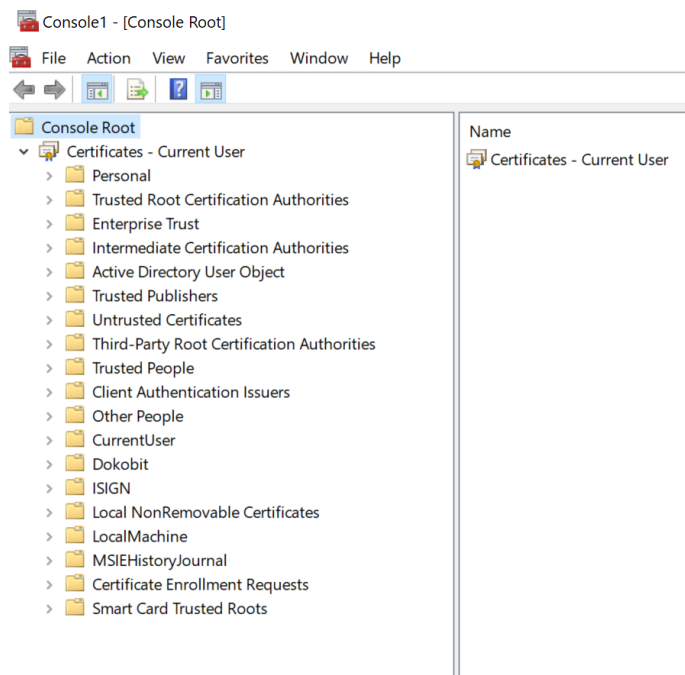 Console1 - [Console Root]
File Action View Favorites Window Help
Console Root
Certificates - Current User
Personal
Trusted Root Certification Authorities
Enterprise Trust
Intermediate Certification Authorities
Active Directory User Object
Trusted Publishers
Untrusted Certificates
Third-Party Root Certification Authorities
Trusted People
Client Authentication Issuers
Other People
CurrentUser
Dokobit
ISIGN
Local NonRemovable Certificates
LocalMachine
MSIEHistoryJournal
Certificate Enrollment Requests
Smart Card Trusted Roots
Name
Certificates - Current User